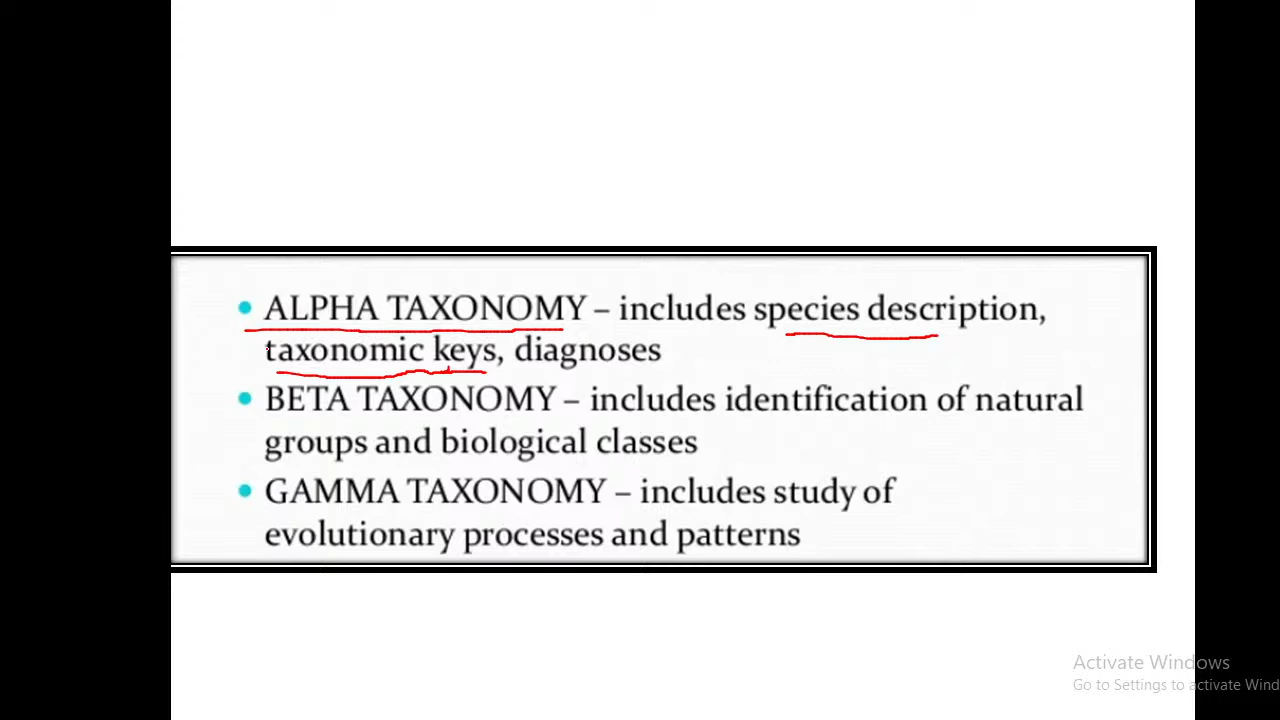 • ALPHA TAXONOMY – includes species description,
taxonomic keys, diagnoses
• BETA TAXONOMY – includes identification of natural
groups and biological classes
• GAMMA TAXONOMY – includes study of
evolutionary processes and patterns
Activate Windows
Go to Settings to activate Wind